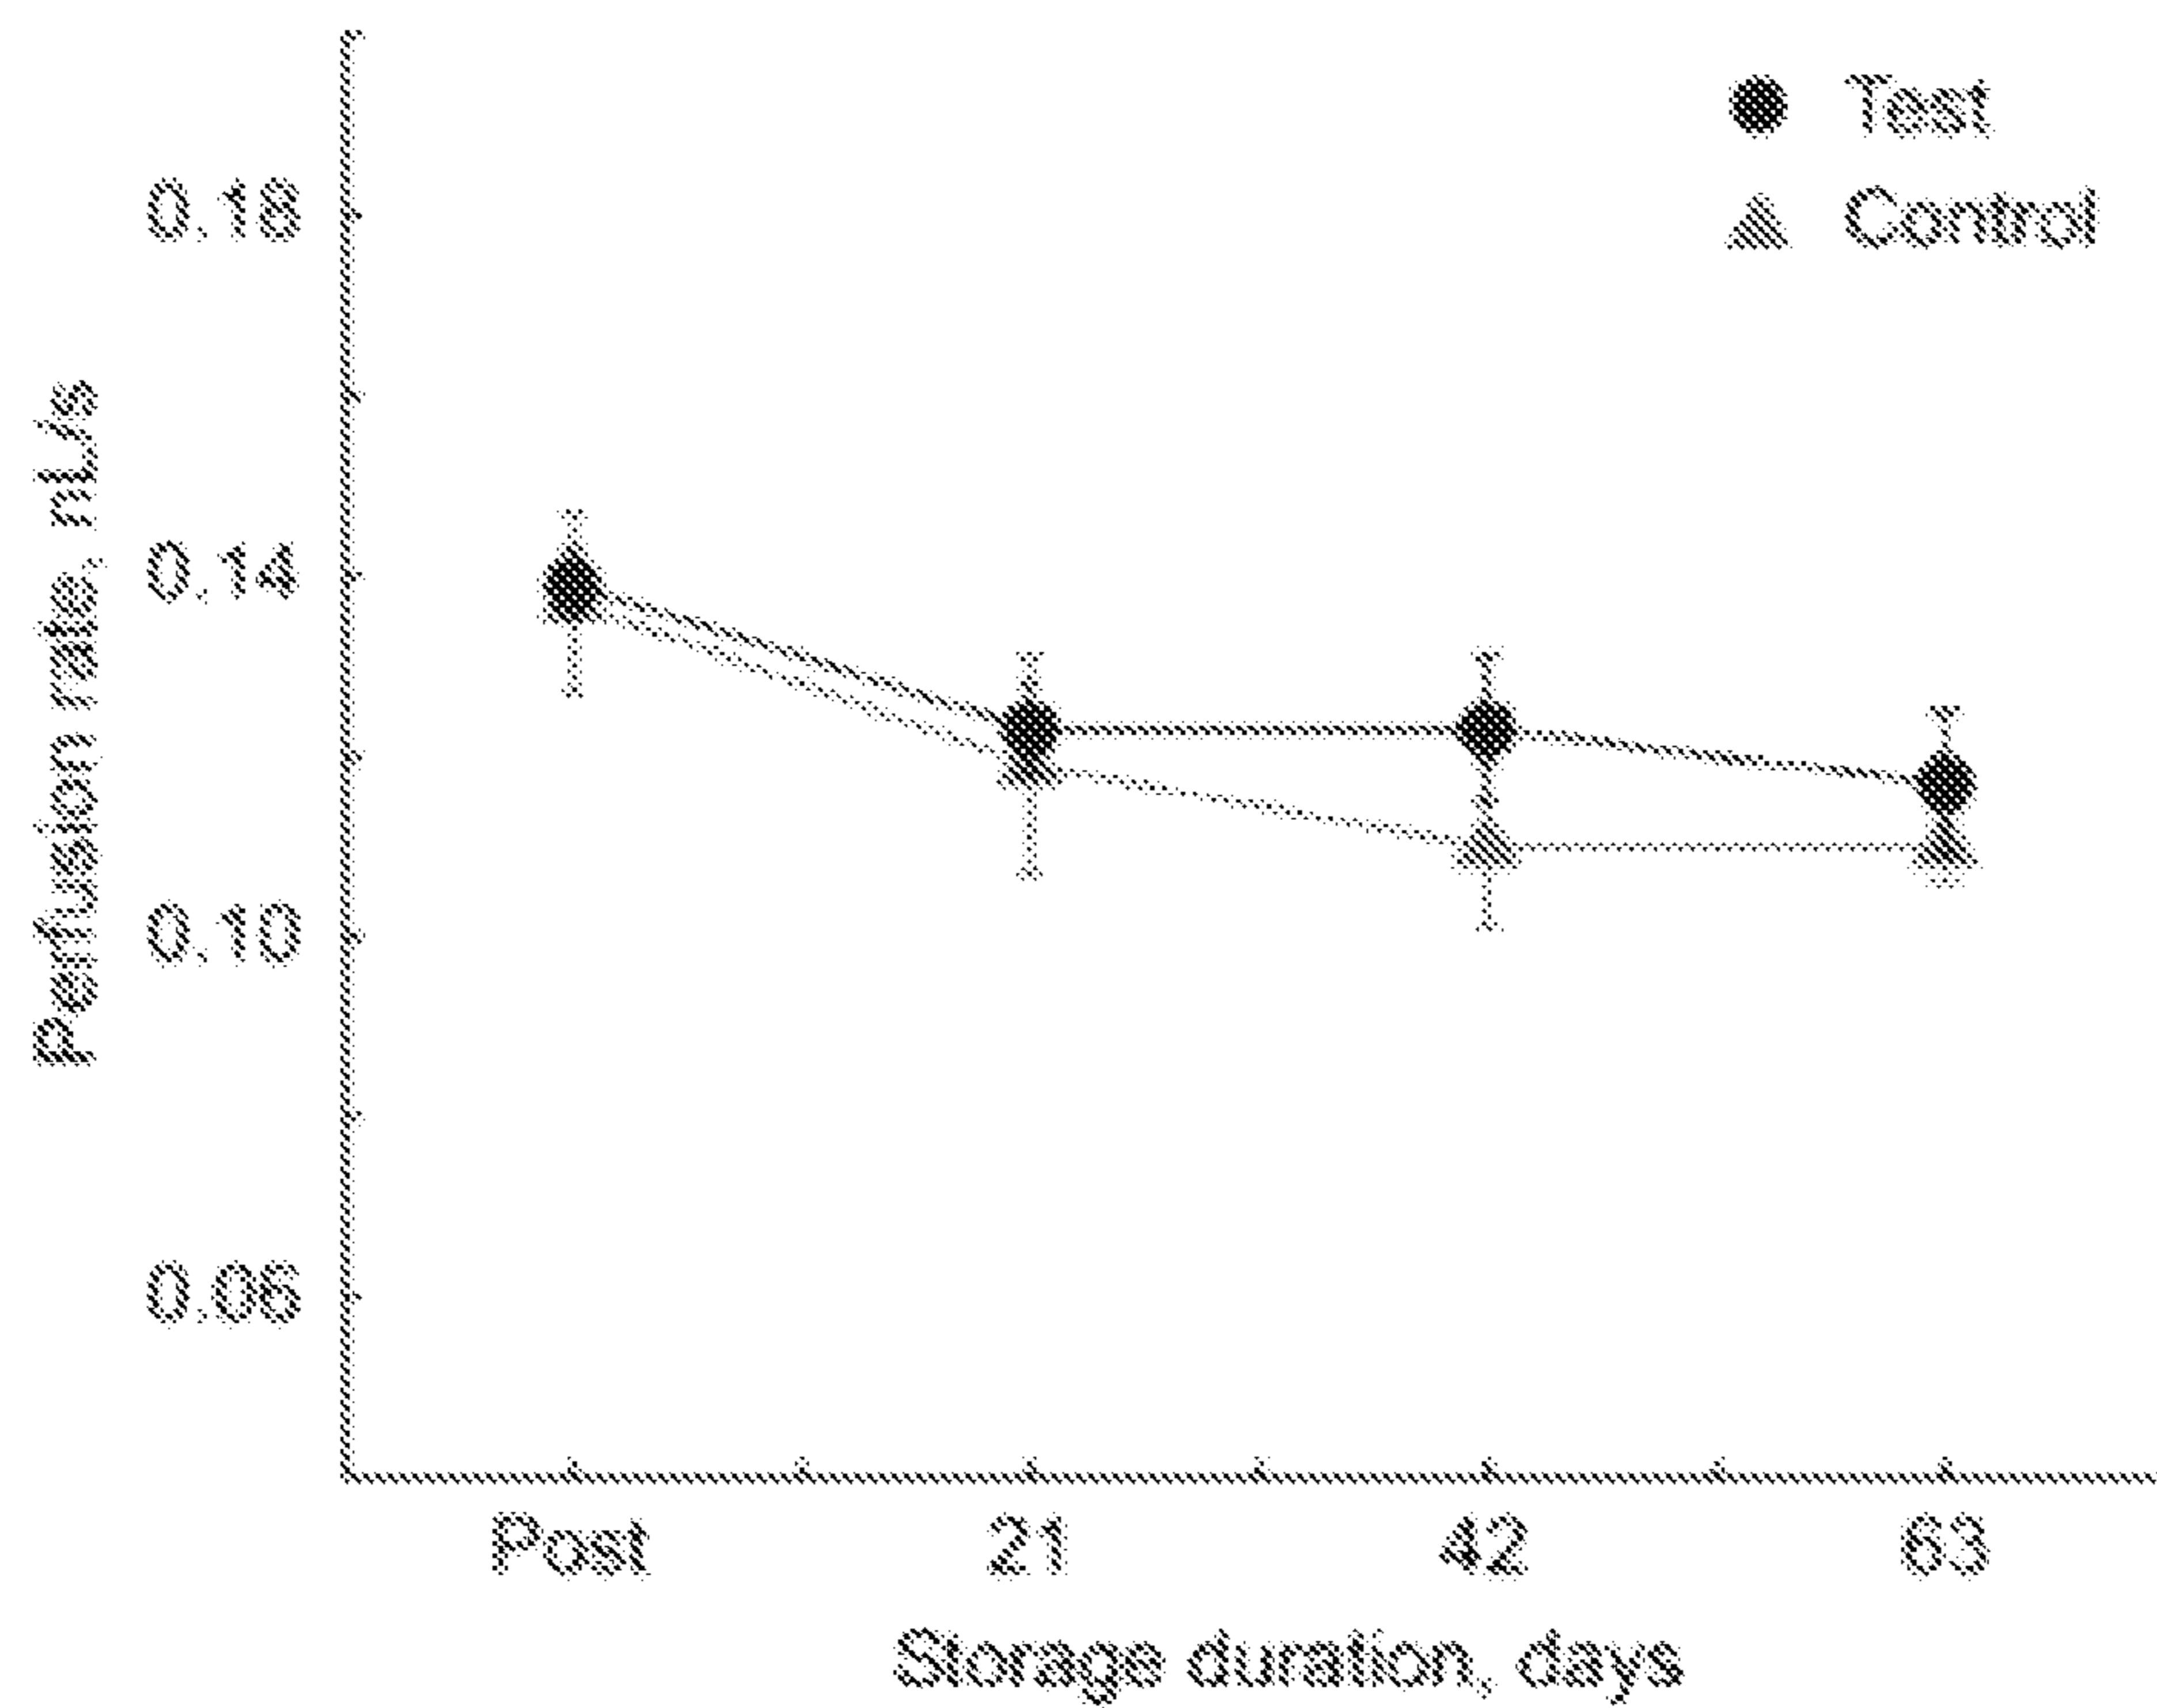 Test
Control
Perfusion rate, nL/s
0.18
0.14
0.10
0.06
Post 21 42 63
Storage duration, days